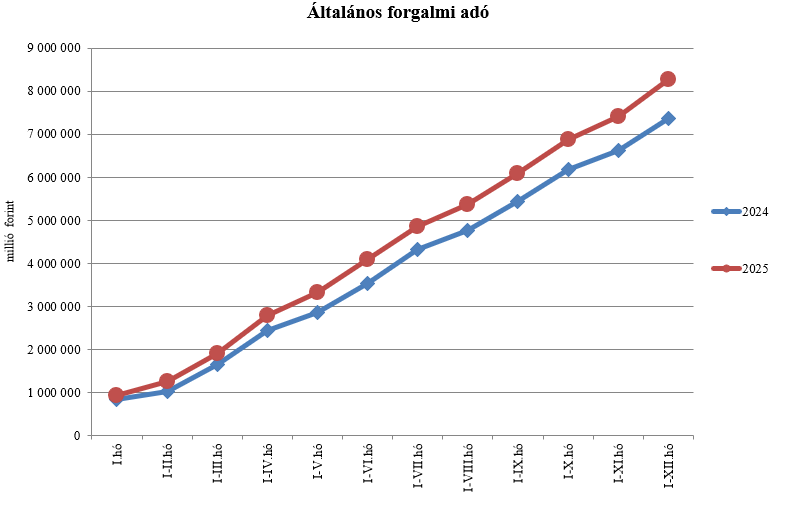 Általános forgalmi adó
9 000 000
8 000 000
7 000 000
6 000 000
5 000 000
4 000 000
3 000 000
2 000 000
1 000 000
0
millió forint
I.hó
I-II.hó
I-III.hó
I-IV.hó
I-V.hó
I-VI.hó
I-VII.hó
I-VIII.hó
I-IX.hó
I-X.hó
I-XI.hó
I-XII.hó
2024
2025